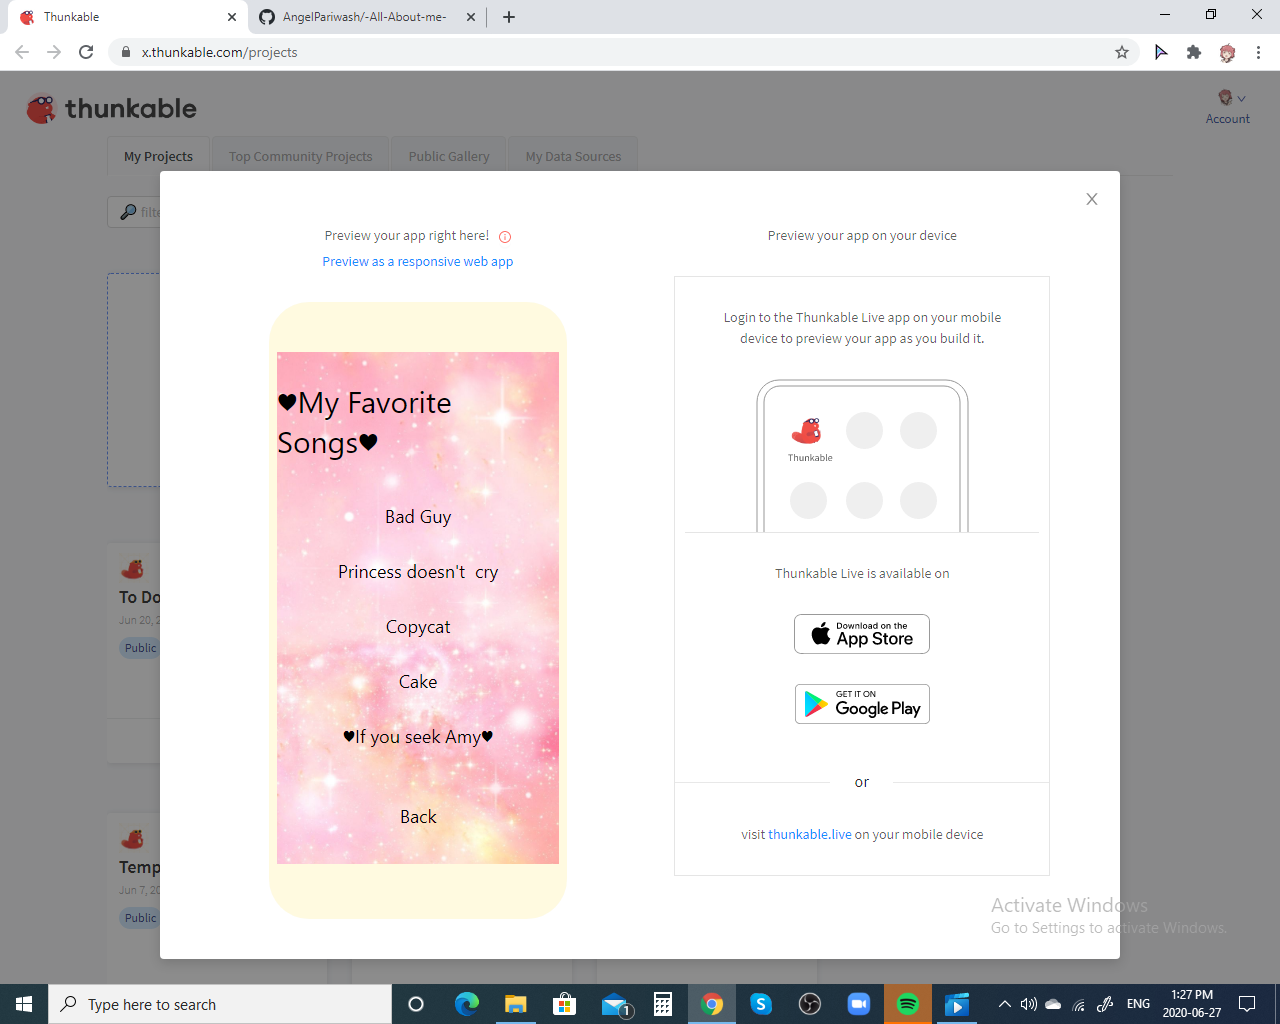 Thunkable
AngelPariwash/-All-About-me-
x.thunkable.com/projects
thunkable
Account
My Projects
Top Community Projects
Public Gallery
My Data Sources
filte
Preview your app right here!
Preview as a responsive web app
♥My Favorite
Songs♥
Bad Guy
Princess doesn't cry
Copycat
Cake
♥If you seek Amy♥
Back
Preview your app on your device
Login to the Thunkable Live app on your mobile
device to preview your app as you build it.
Thunkable
Thunkable Live is available on
Download on the
App Store
GET IT ON
Google Play
or
visit thunkable.live on your mobile device
To Do
Jun 20, 2
Public
Temp
Jun 7, 20
Public
Activate Windows
Go to Settings to activate Windows.
Type here to search
1
ENG
1:27 PM
2020-06-27